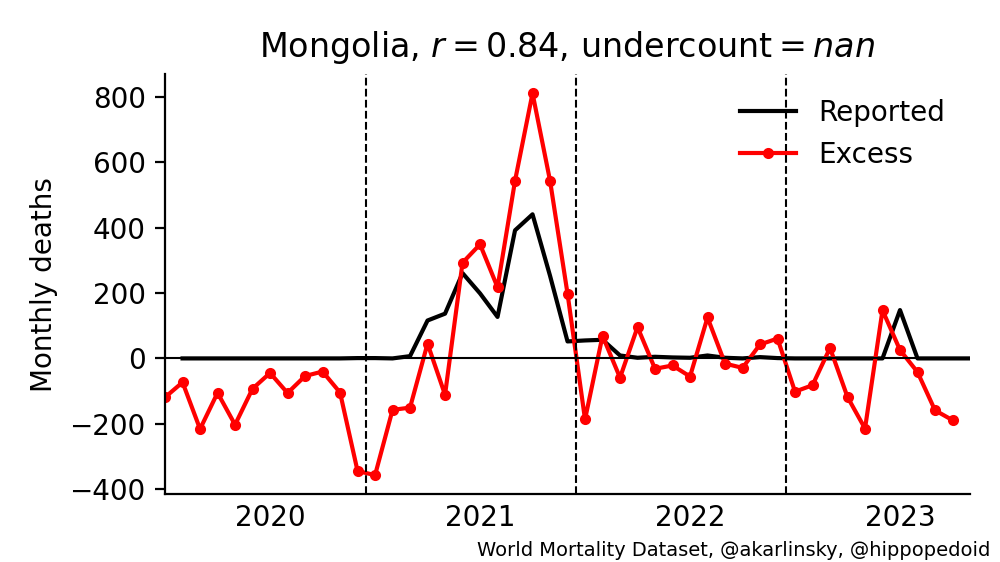 Mongolia, r = 0.84, undercount = nan
Monthly deaths
800
600
400
200
0
−200
−400
Reported
Excess
2020 2021 2022 2023
World Mortality Dataset, @akarlinsky, @hippopedoid